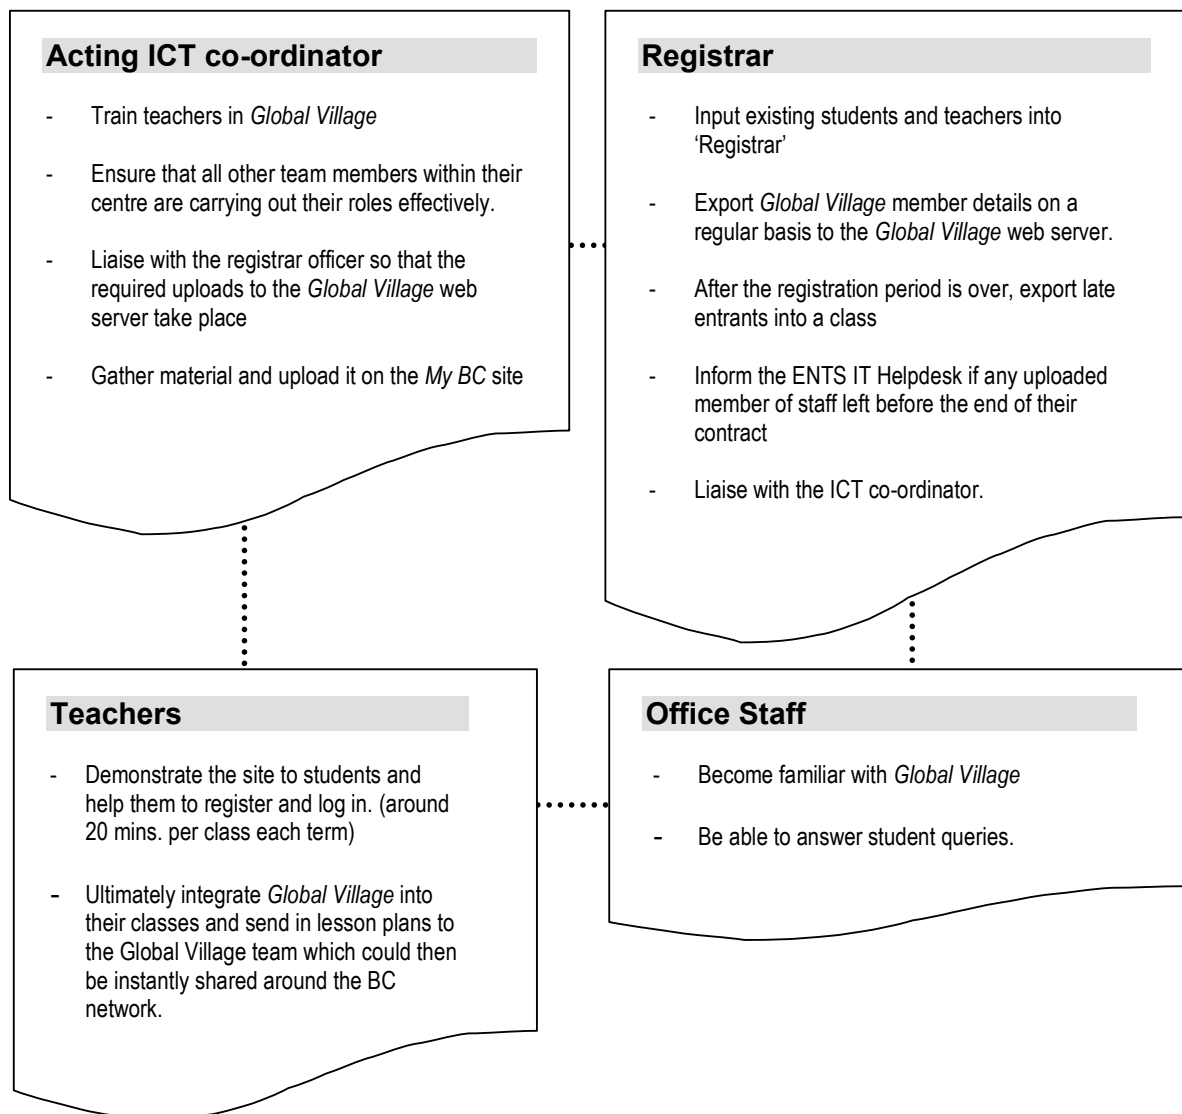 Acting ICT co-ordinator
- Train teachers in Global Village
- Ensure that all other team members within their
centre are carrying out their roles effectively.
- Liaise with the registrar officer so that the
required uploads to the Global Village web
server take place
- Gather material and upload it on the My BC site
Registrar
- Input existing students and teachers into
‘Registrar’
- Export Global Village member details on a
regular basis to the Global Village web server.
- After the registration period is over, export late
entrants into a class
- Inform the ENTS IT Helpdesk if any uploaded
member of staff left before the end of their
contract
- Liaise with the ICT co-ordinator.
Teachers
- Demonstrate the site to students and
help them to register and log in. (around
20 mins. per class each term)
- Ultimately integrate Global Village into
their classes and send in lesson plans to
the Global Village team which could then
be instantly shared around the BC
network.
Office Staff
- Become familiar with Global Village
- Be able to answer student queries.